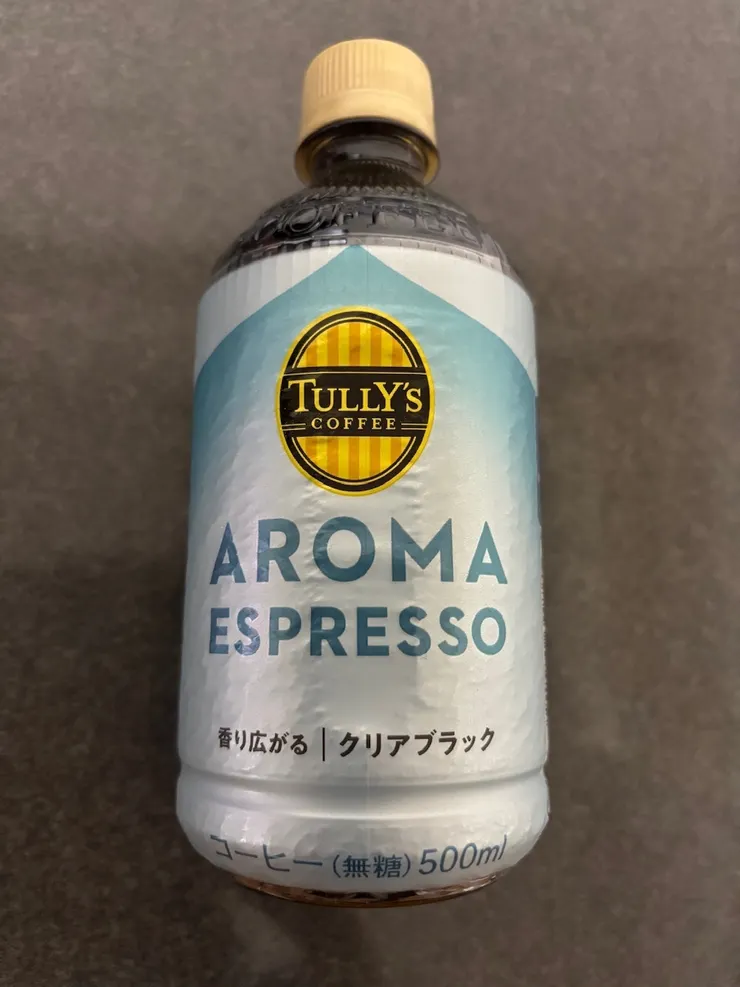 TULLY'S
COFFEE
AROMA
ESPRESSO
香り広がる | クリアブラック
コーヒー(無糖)500ml